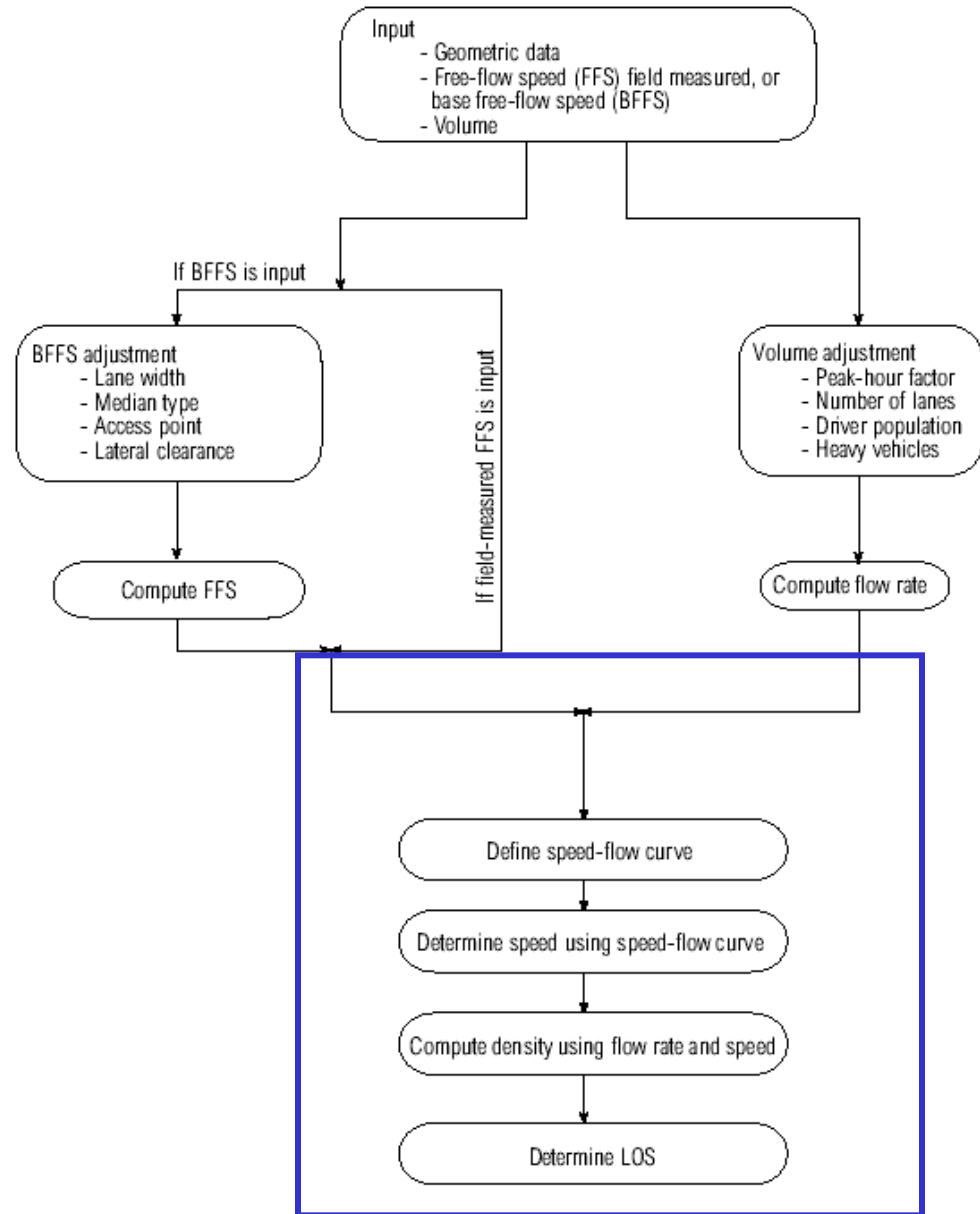 Input
- Geometric data
- Free-flow speed (FFS) field measured, or
base free-flow speed (BFFS)
- Volume
If BFFS is input
BFFS adjustment
- Lane width
- Median type
- Access point
- Lateral clearance
If field-measured FFS is input
Volume adjustment
- Peak-hour factor
- Number of lanes
- Driver population
- Heavy vehicles
Compute FFS
Compute flow rate
Define speed-flow curve
Determine speed using speed-flow curve
Compute density using flow rate and speed
Determine LOS